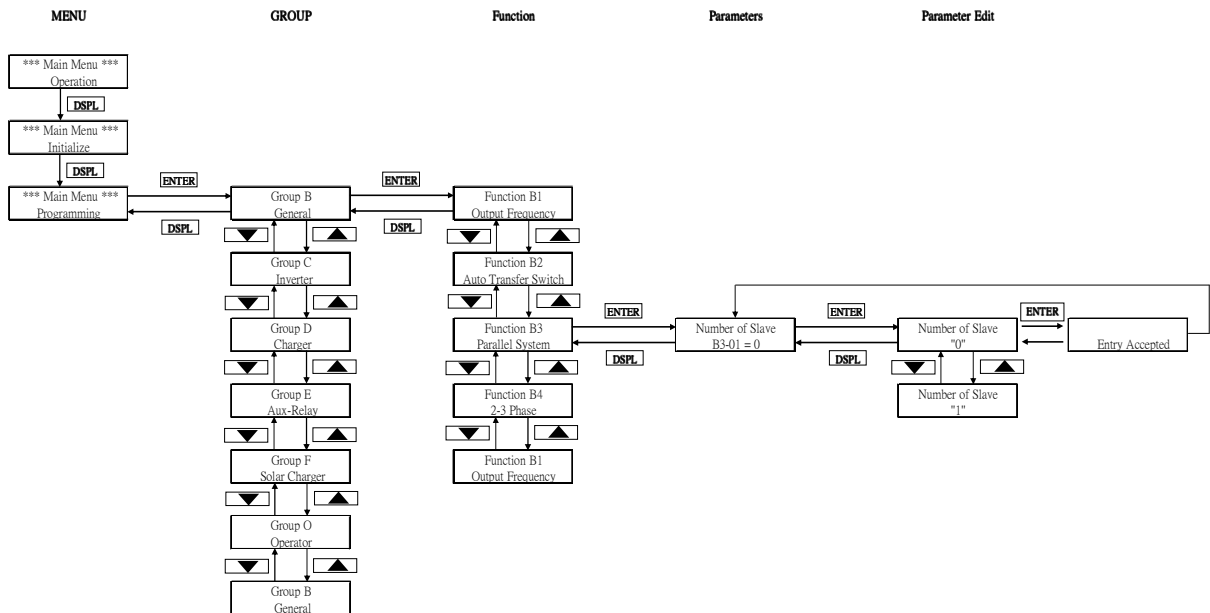 MENU
GROUP
Function
Parameters
Parameter Edit
*** Main Menu ***
Operation
DSPL
*** Main Menu ***
Initialize
DSPL
*** Main Menu ***
Programming
ENTER
DSPL
Group B
General
Group C
Inverter
Group D
Charger
Group E
Aux-Relay
Group F
Solar Charger
Group O
Operator
Group B
General
ENTER
DSPL
Function B1
Output Frequency
Function B2
Auto Transfer Switch
Function B3
Parallel System
Function B4
2-3 Phase
Function B1
Output Frequency
ENTER
DSPL
Number of Slave
B3-01 = 0
ENTER
DSPL
Number of Slave
"0"
Number of Slave
"1"
ENTER
Entry Accepted